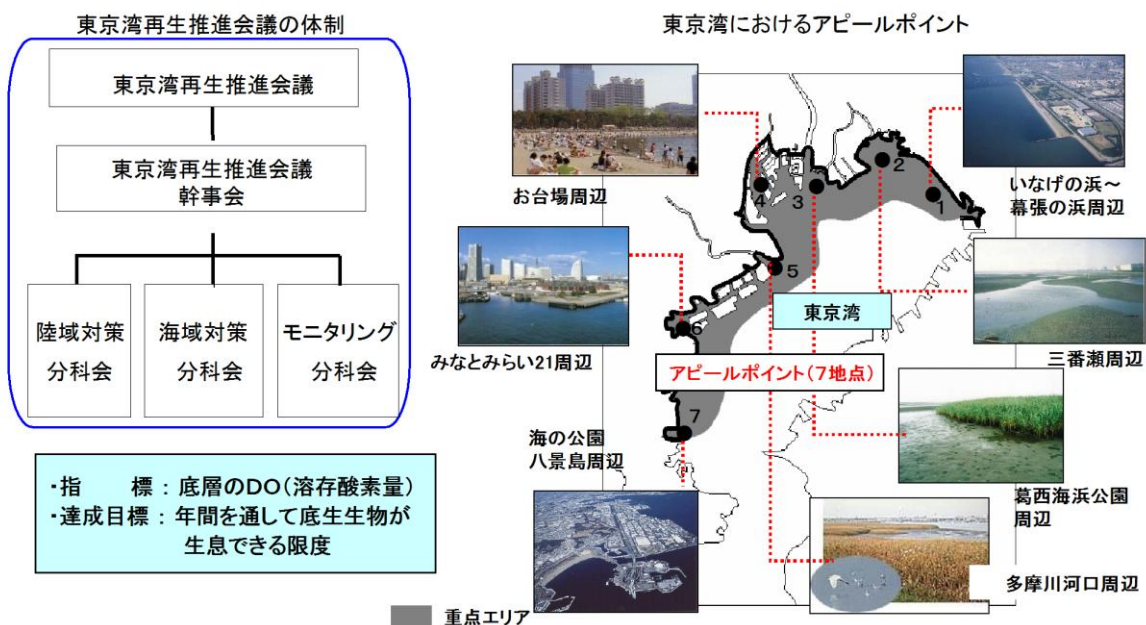 東京湾再生推進会議の体制
東京湾再生推進会議
東京湾再生推進会議
幹事会
陸域対策
分科会
海域対策
分科会
モニタリング
分科会
・指　　標：底層のDO(溶存酸素量)
・達成目標：年間を通して底生生物が
生息できる限度
東京湾におけるアピールポイント
お台場周辺
いなげの浜～
幕張の浜周辺
みなとみらい21周辺
三番瀬周辺
東京湾
アピールポイント(7地点)
海の公園
八景島周辺
葛西海浜公園
周辺
多摩川河口周辺
1
2
3
4
5
6
7
重点エリア